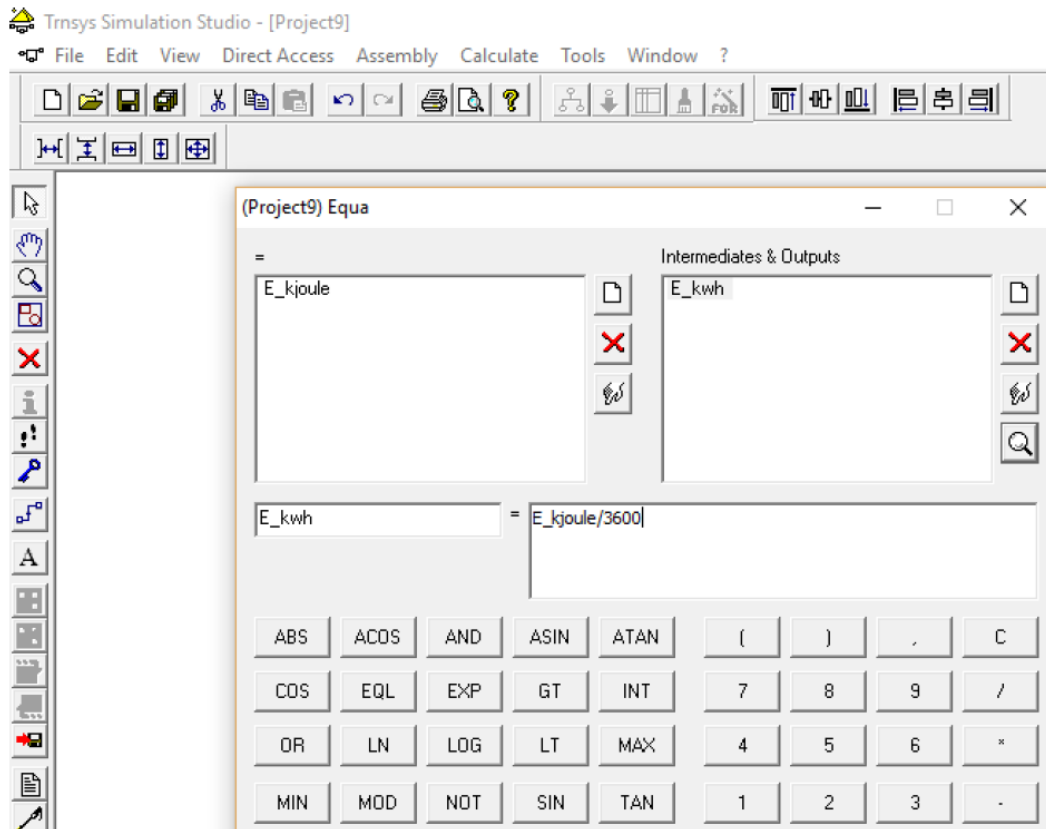 Trnsys Simulation Studio - [Project9]
File Edit View Direct Access Assembly Calculate Tools Window ?
FOR
(Project9) Equa
= Intermediates & Outputs
E_kjoule E_kwh
E_kwh = E_kjoule/3600
A
ABS ACOS AND ASIN ATAN ( ) , C
COS EQL EXP GT INT 7 8 9 /
OR LN LOG LT MAX 4 5 6 *
MIN MOD NOT SIN TAN 1 2 3 -